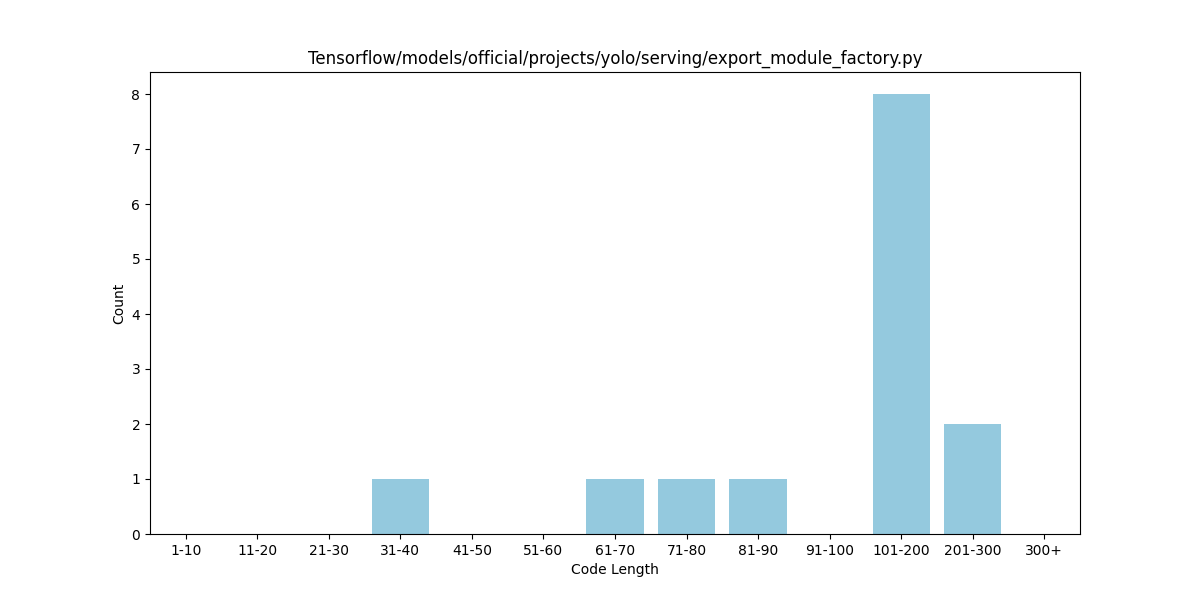 Tensorflow/models/official/projects/yolo/serving/export_module_factory.py
8
7
6
5
4
3
2
1
0
Count
1-10 11-20 21-30 31-40 41-50 51-60 61-70 71-80 81-90 91-100 101-200 201-300 300+
Code Length